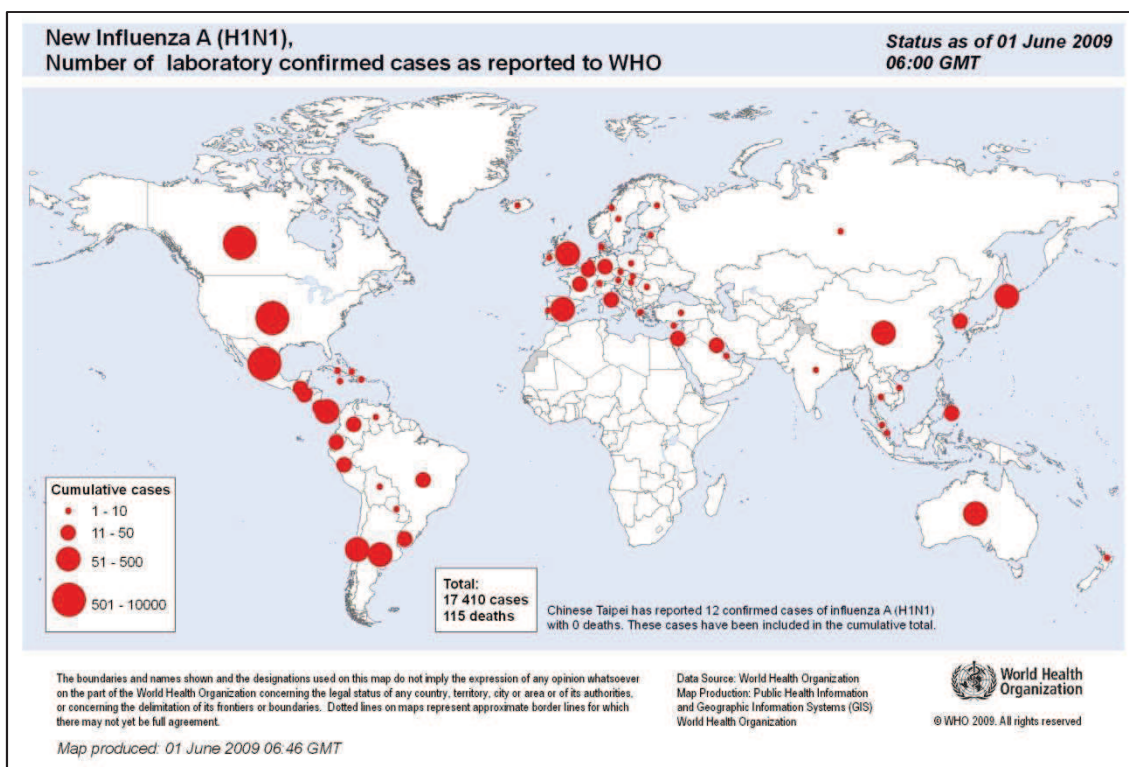 New Influenza A (H1N1),
Number of laboratory confirmed cases as reported to WHO
Status as of 01 June 2009
06:00 GMT
Cumulative cases
1 - 10
11 - 50
51 - 500
501 - 10000
Total:
17 410 cases
115 deaths
Chinese Taipei has reported 12 confirmed cases of influenza A (H1N1)
with 0 deaths. These cases have been included in the cumulative total.
The boundaries and names shown and the designations used on this map do not imply the expression of any opinion whatsoever
on the part of the World Health Organization concerning the legal status of any country, territory, city or area or of its authorities,
or concerning the delimitation of its frontiers or boundaries. Dotted lines on maps represent approximate border lines for which
there may not yet be full agreement.
Map produced: 01 June 2009 06:46 GMT
Data Source: World Health Organization
Map Production: Public Health Information
and Geographic Information Systems (GIS)
World Health Organization
World Health
Organization
© WHO 2009. All rights reserved